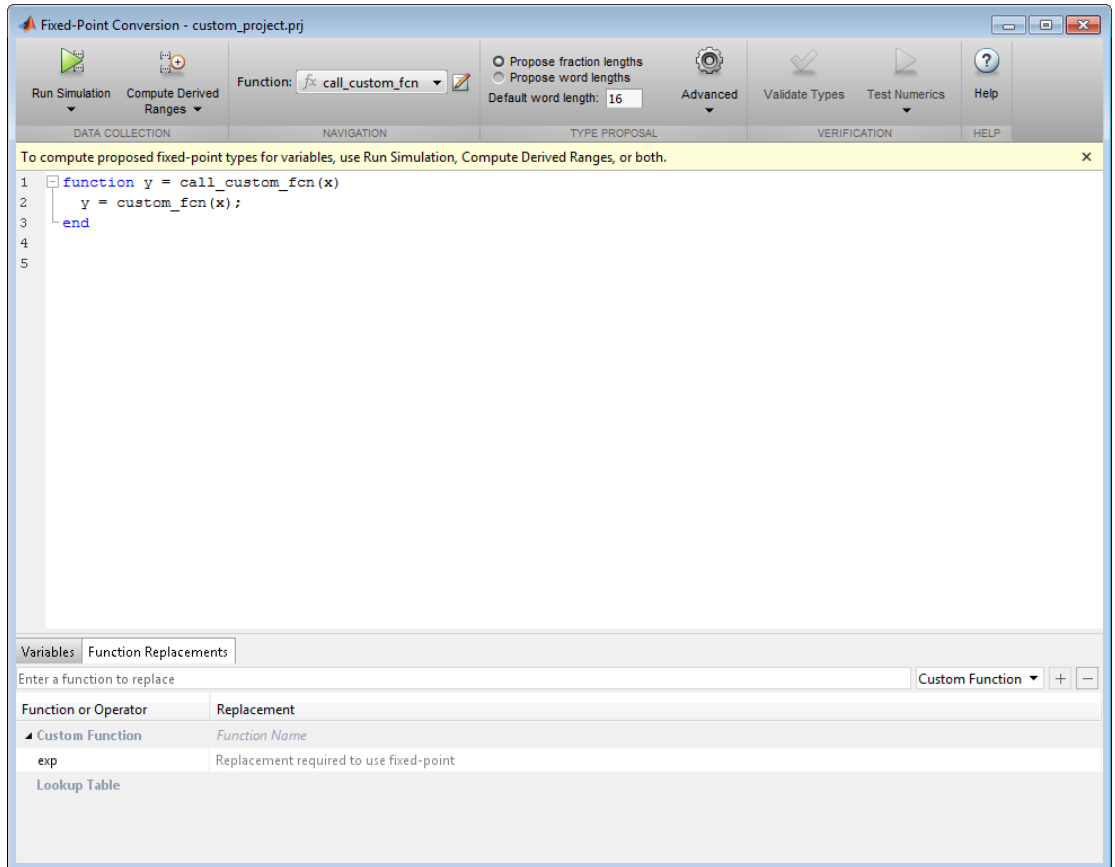 Fixed-Point Conversion - custom_project.prj
Run Simulation
Compute Derived
Ranges
Function: fx call_custom_fcn
Propose fraction lengths
Propose word lengths
Default word length: 16
Advanced
Validate Types
Test Numerics
Help
DATA COLLECTION NAVIGATION TYPE PROPOSAL VERIFICATION HELP
To compute proposed fixed-point types for variables, use Run Simulation, Compute Derived Ranges, or both.
1 function y = call_custom_fcn(x)
2 y = custom_fcn(x);
3 end
4
5
Variables Function Replacements
Enter a function to replace Custom Function
Function or Operator Replacement
Custom Function Function Name
exp Replacement required to use fixed-point
Lookup Table